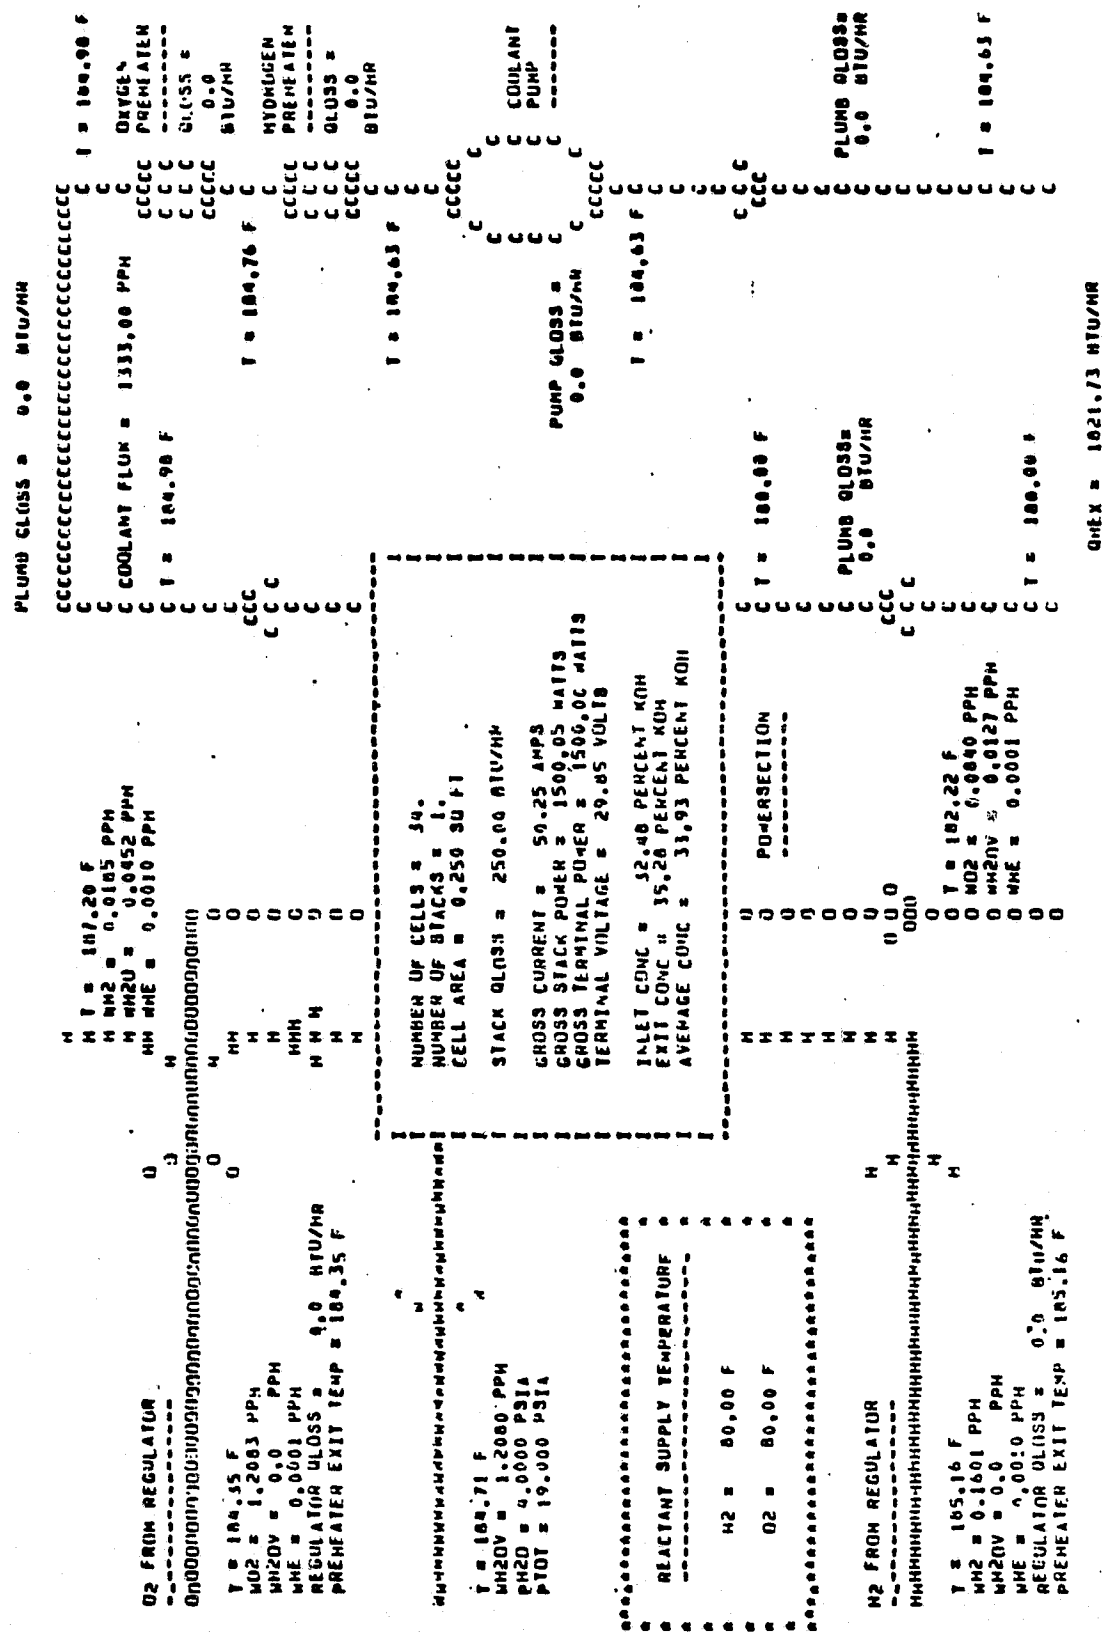 PLUMB QLOSS = 0.0 BTU/HR
T = 184.98 F
OXYGEN
PREHEATER
---------
QLOSS =
0.0
BTU/HR
HYDROGEN
PREHEATER
---------
QLOSS =
0.0
BTU/HR
COOLANT FLOW = 1333.00 PPH
T = 184.98 F
T = 184.76 F
T = 184.63 F
COOLANT
PUMP
------
PUMP QLOSS =
0.0 BTU/HR
T = 184.63 F
PLUMB QLOSS=
0.0 BTU/HR
T = 184.63 F
T = 187.20 F
WH2 = 0.0185 PPH
WH2O = 0.0452 PPH
WHE = 0.0010 PPH
O2 FROM REGULATOR
T = 184.35 F
WO2 = 1.2083 PPH
WH2OV = 0.0 PPH
WHE = 0.0001 PPH
REGULATOR QLOSS = 0.0 BTU/HR
PREHEATER EXIT TEMP = 184.35 F
NUMBER OF CELLS = 34.
NUMBER OF STACKS = 1.
CELL AREA = 0.250 SQ FT
STACK QLOSS = 250.00 BTU/HR
GROSS CURRENT = 50.25 AMPS
GROSS STACK POWER = 1500.05 WATTS
GROSS TERMINAL POWER = 1500.00 WATTS
TERMINAL VOLTAGE = 29.85 VOLTS
INLET CONC = 32.48 PERCENT KOH
EXIT CONC = 35.28 PERCENT KOH
AVERAGE CONC = 33.93 PERCENT KOH
T = 184.71 F
WH2OV = 1.2080 PPH
PH2O = 4.0000 PSIA
PTOT = 19.000 PSIA
REACTANT SUPPLY TEMPERATURE
H2 = 80.00 F
O2 = 80.00 F
POWERSECTION
------------
T = 180.00 F
PLUMB QLOSS=
0.0 BTU/HR
T = 180.00 F
QHEX = 1821.73 BTU/HR
T = 182.22 F
WO2 = 0.0840 PPH
WH2OV = 0.0127 PPH
WHE = 0.0001 PPH
H2 FROM REGULATOR
T = 185.16 F
WH2 = 0.1601 PPH
WH2OV = 0.0 PPH
WHE = 0.0010 PPH
REGULATOR QLOSS = 0.0 BTU/HR
PREHEATER EXIT TEMP = 185.16 F